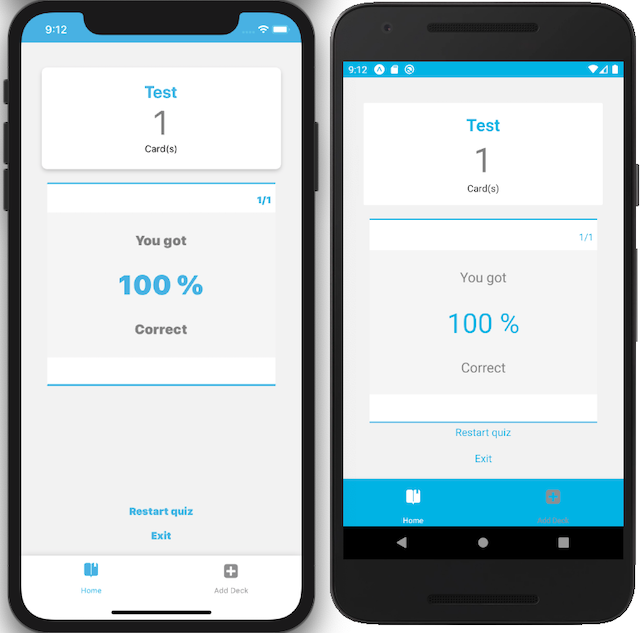 9:12
Test
1
Card(s)
1/1
You got
100 %
Correct
Restart quiz
Exit
Home
Add Deck
9:12
Test
1
Card(s)
1/1
You got
100 %
Correct
Restart quiz
Exit
Home
Add Deck